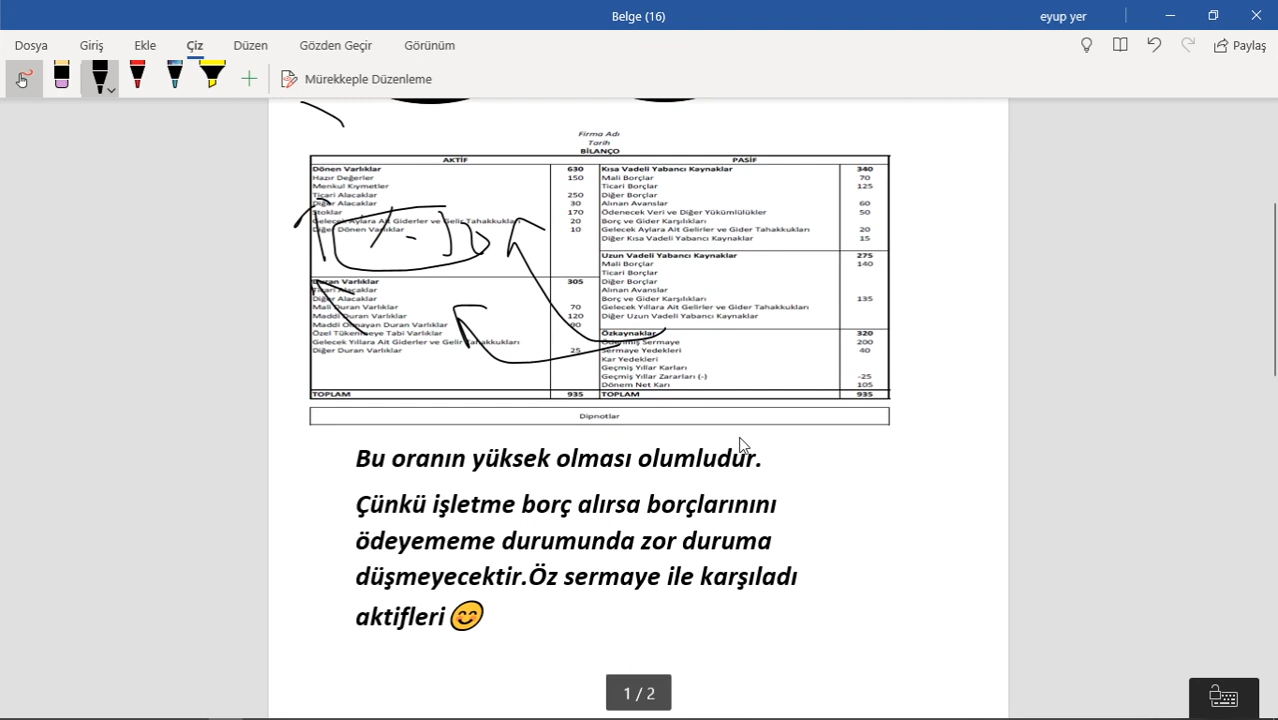 Belge (16)
eyup yer
Dosya Giriş Ekle Çiz Düzen Gözden Geçir Görünüm
Paylaş
Mürekkeple Düzenleme
Firma Adı
Tarih
BİLANÇO
AKTİF PASİF
Dönen Varlıklar 630 Kısa Vadeli Yabancı Kaynaklar 340
Hazır Değerler 150 Mali Borçlar 70
Menkul Kıymetler Ticari Borçlar 125
Ticari Alacaklar 250 Diğer Borçlar
Diğer Alacaklar 30 Alınan Avanslar 60
Stoklar 170 Ödenecek Veri ve Diğer Yükümlülükler 50
Gelecek Aylara Ait Giderler ve Gelir Tahakkukları 20 Borç ve Gider Karşılıkları
Diğer Dönen Varlıklar 10 Gelecek Aylara Ait Gelirler ve Gider Tahakkukları 20
Diğer Kısa Vadeli Yabancı Kaynaklar 15
Uzun Vadeli Yabancı Kaynaklar 275
Mali Borçlar 140
Ticari Borçlar
Duran Varlıklar 305 Diğer Borçlar
Ticari Alacaklar Alınan Avanslar
Diğer Alacaklar Borç ve Gider Karşılıkları 135
Mali Duran Varlıklar 70 Gelecek Yıllara Ait Gelirler ve Gider Tahakkukları
Maddi Duran Varlıklar 120 Diğer Uzun Vadeli Yabancı Kaynaklar
Maddi Olmayan Duran Varlıklar 90
Özel Tükenmeye Tabi Varlıklar Özkaynaklar 320
Gelecek Yıllara Ait Giderler ve Gelir Tahakkukları Ödenmiş Sermaye 200
Diğer Duran Varlıklar 25 Sermaye Yedekleri 40
Kar Yedekleri
Geçmiş Yıllar Karları
Geçmiş Yıllar Zararları (-) -25
Dönem Net Karı 105
TOPLAM 935 TOPLAM 935
Dipnotlar
Bu oranın yüksek olması olumludur.
Çünkü işletme borç alırsa borçlarınını
ödeyememe durumunda zor duruma
düşmeyecektir.Öz sermaye ile karşıladı
aktifleri 😊
1 / 2